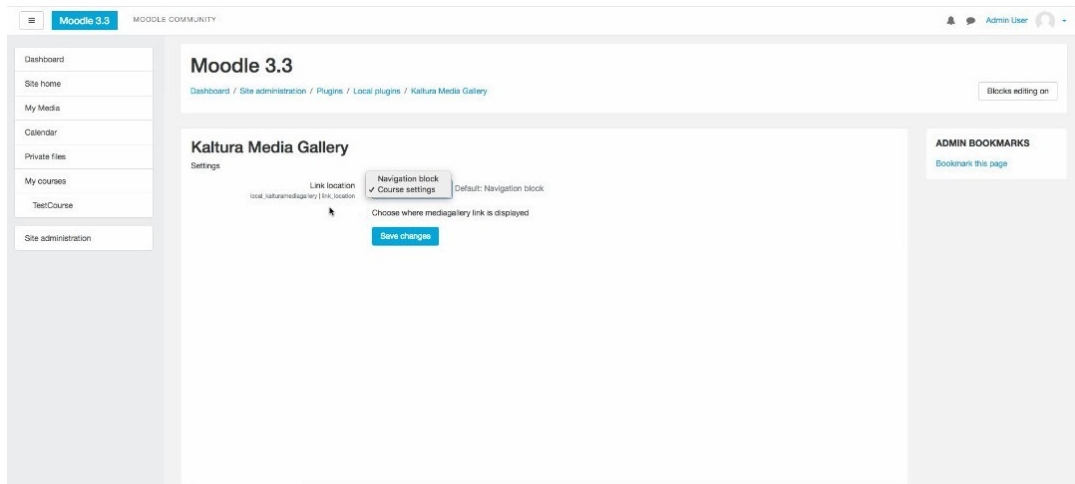 Moodle 3.3
MOODLE COMMUNITY
Admin User
Dashboard
Site home
My Media
Calendar
Private files
My courses
TestCourse
Site administration
Moodle 3.3
Dashboard / Site administration / Plugins / Local plugins / Kaltura Media Gallery
Blocks editing on
Kaltura Media Gallery
Settings
Link location
local_kalturamediagallery | link_location
Navigation block
✓ Course settings
Default: Navigation block
Choose where mediagallery link is displayed
Save changes
ADMIN BOOKMARKS
Bookmark this page